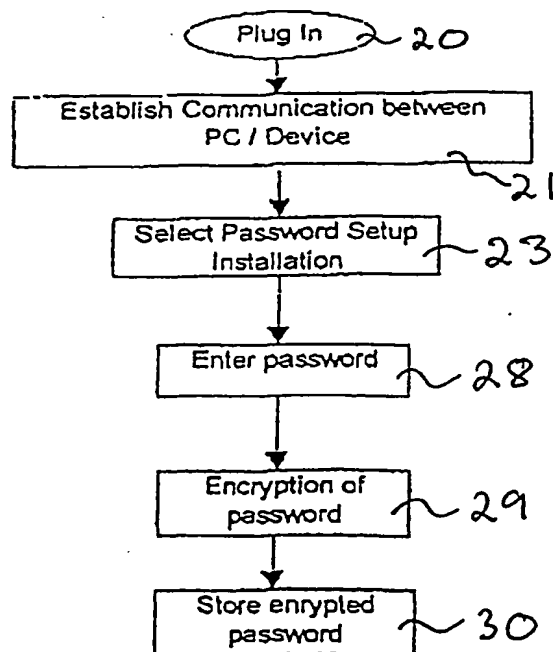 Plug In 20
Establish Communication between
PC / Device
21
Select Password Setup
Installation 23
Enter password 28
Encryption of
password 29
Store enrypted
password 30